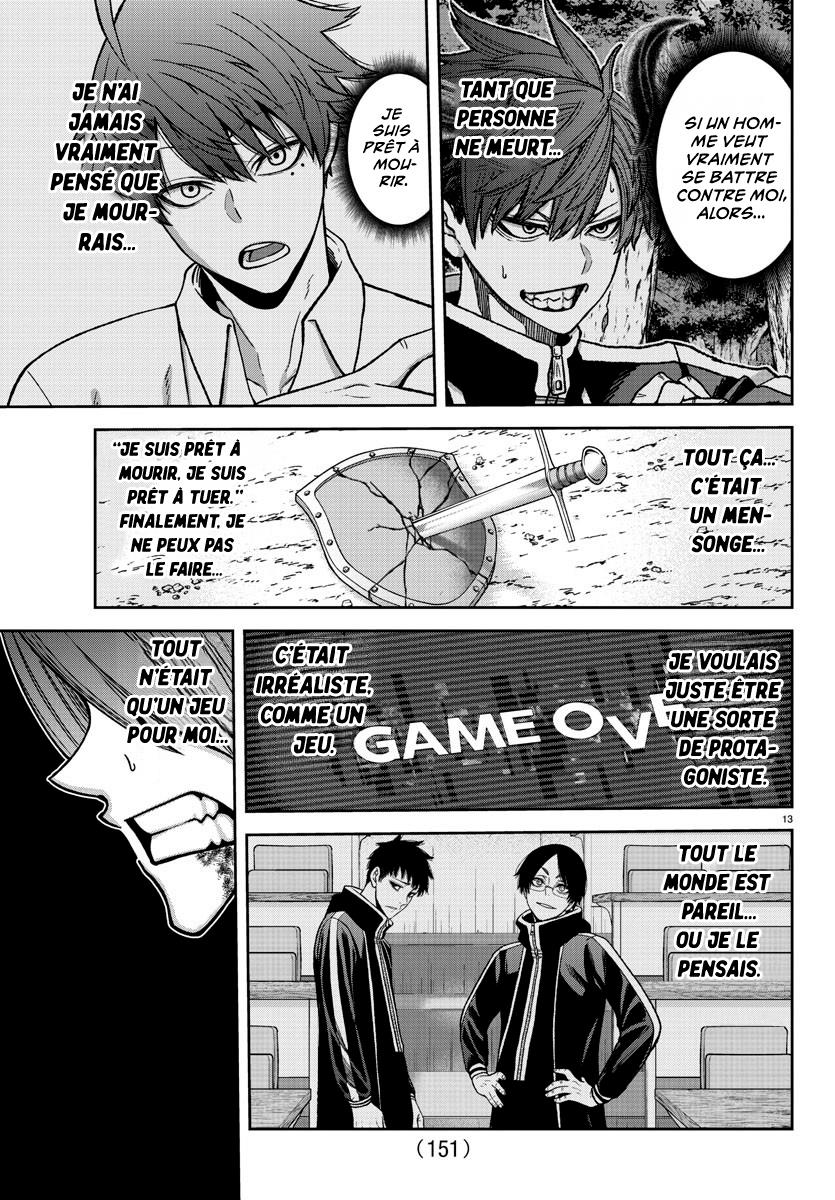 SI UN HOM-
ME VEUT
VRAIMENT
SE BATTRE
CONTRE MOI,
ALORS...
TANT QUE
PERSONNE
NE MEURT...
JE
SUIS
PRÊT À
MOU-
RIR.
JE N'AI
JAMAIS
VRAIMENT
PENSÉ QUE
JE MOUR-
RAIS...
TOUT ÇA...
C'ÉTAIT
UN MEN-
SONGE...
"JE SUIS PRÊT À
MOURIR, JE SUIS
PRÊT À TUER."
FINALEMENT, JE
NE PEUX PAS
LE FAIRE...
JE VOULAIS
JUSTE ÊTRE
UNE SORTE
DE PROTA-
GONISTE.
C'ÉTAIT
IRRÉALISTE,
COMME UN
JEU.
GAME OVE
TOUT
N'ÉTAIT
QU'UN JEU
POUR MOI...
13
TOUT LE
MONDE EST
PAREIL...
OU JE LE
PENSAIS.
(151)